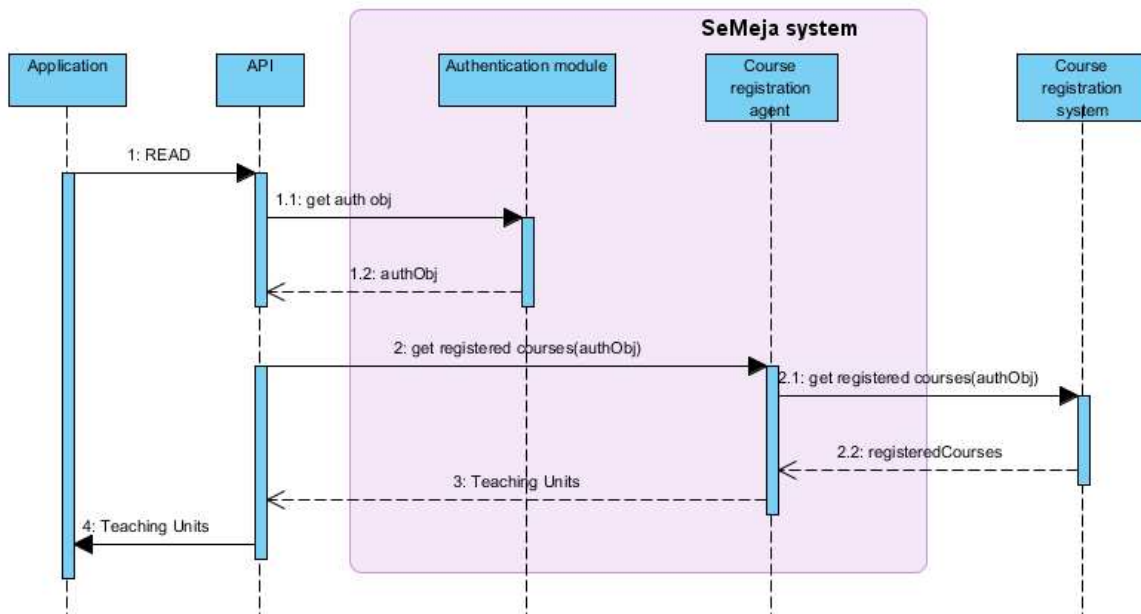 SeMeja system
Application
API
Authentication module
Course
registration
agent
Course
registration
system
1: READ
1.1: get auth obj
1.2: authObj
2: get registered courses(authObj)
2.1: get registered courses(authObj)
2.2: registeredCourses
3: Teaching Units
4: Teaching Units